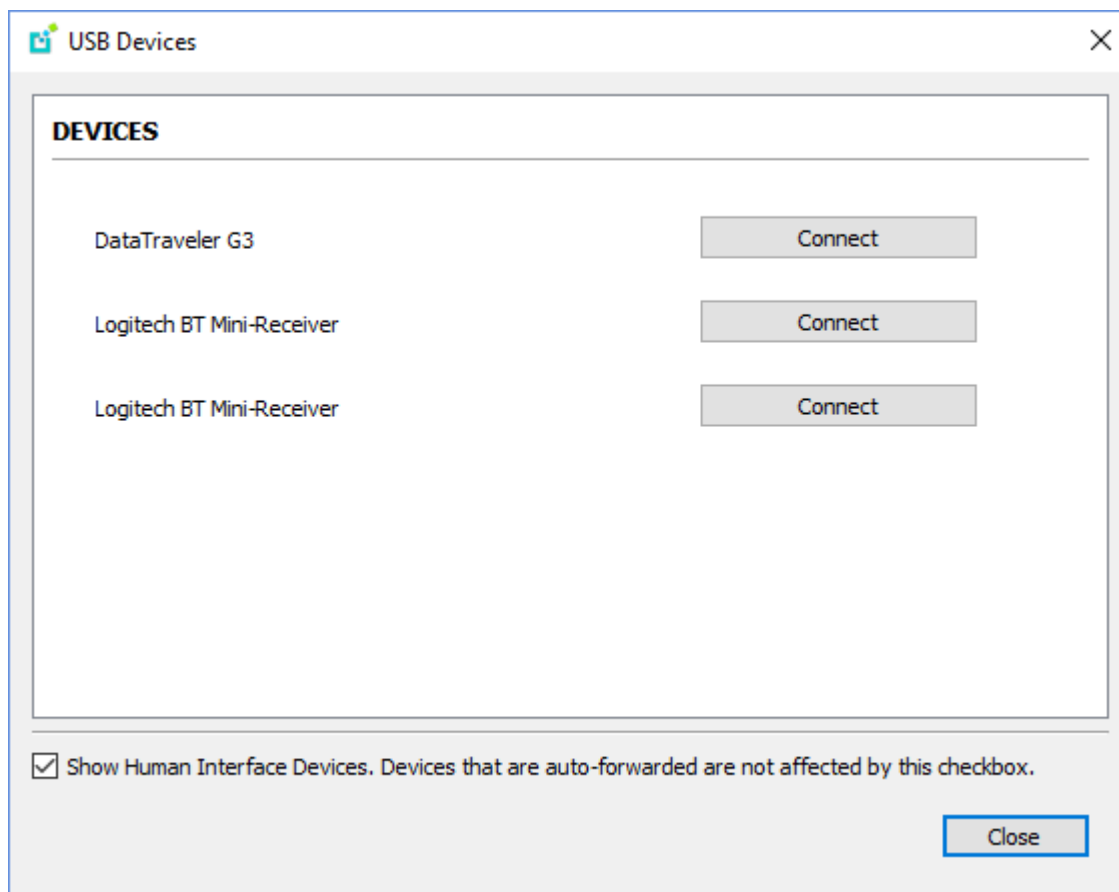 USB Devices
DEVICES
DataTraveler G3
Connect
Logitech BT Mini-Receiver
Connect
Logitech BT Mini-Receiver
Connect
Show Human Interface Devices. Devices that are auto-forwarded are not affected by this checkbox.
Close